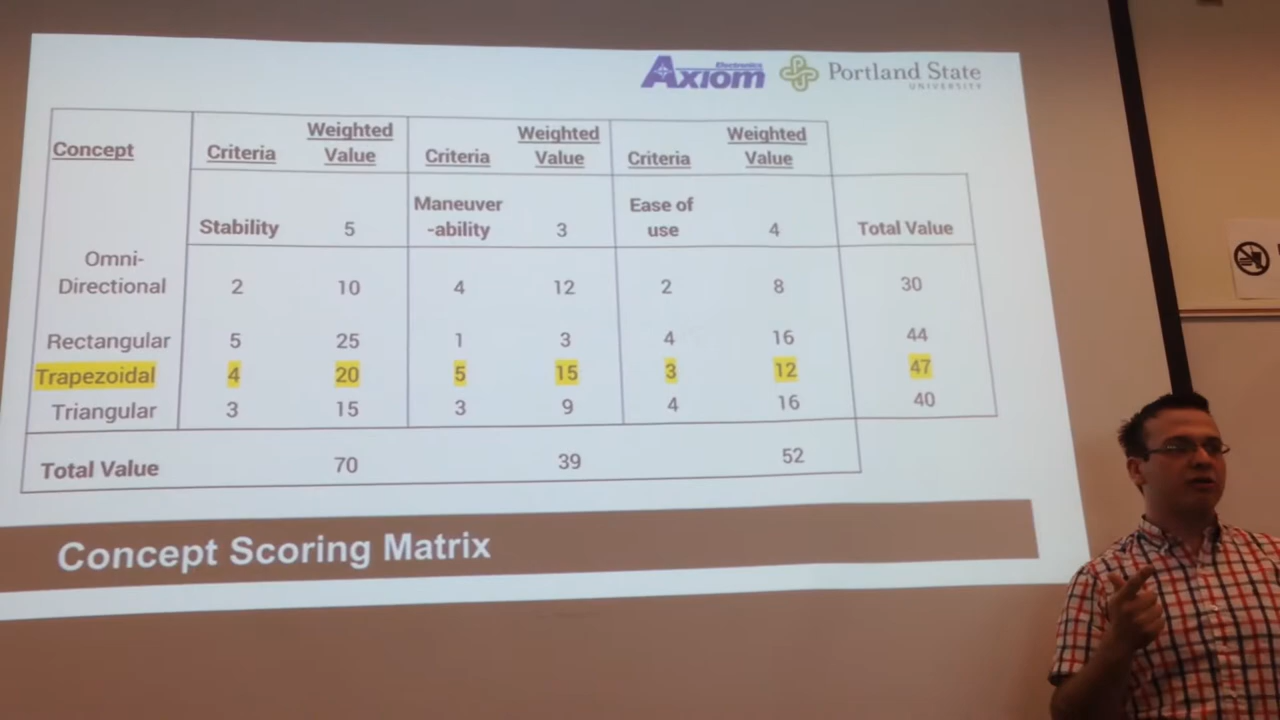 Electronics
AXIOM
Portland State
UNIVERSITY
Concept Criteria Weighted Value Criteria Weighted Value Criteria Weighted Value
Stability 5 Maneuver-ability 3 Ease of use 4 Total Value
Omni-Directional 2 10 4 12 2 8 30
Rectangular 5 25 1 3 4 16 44
Trapezoidal 4 20 5 15 3 12 47
Triangular 3 15 3 9 4 16 40
Total Value 70 39 52
Concept Scoring Matrix